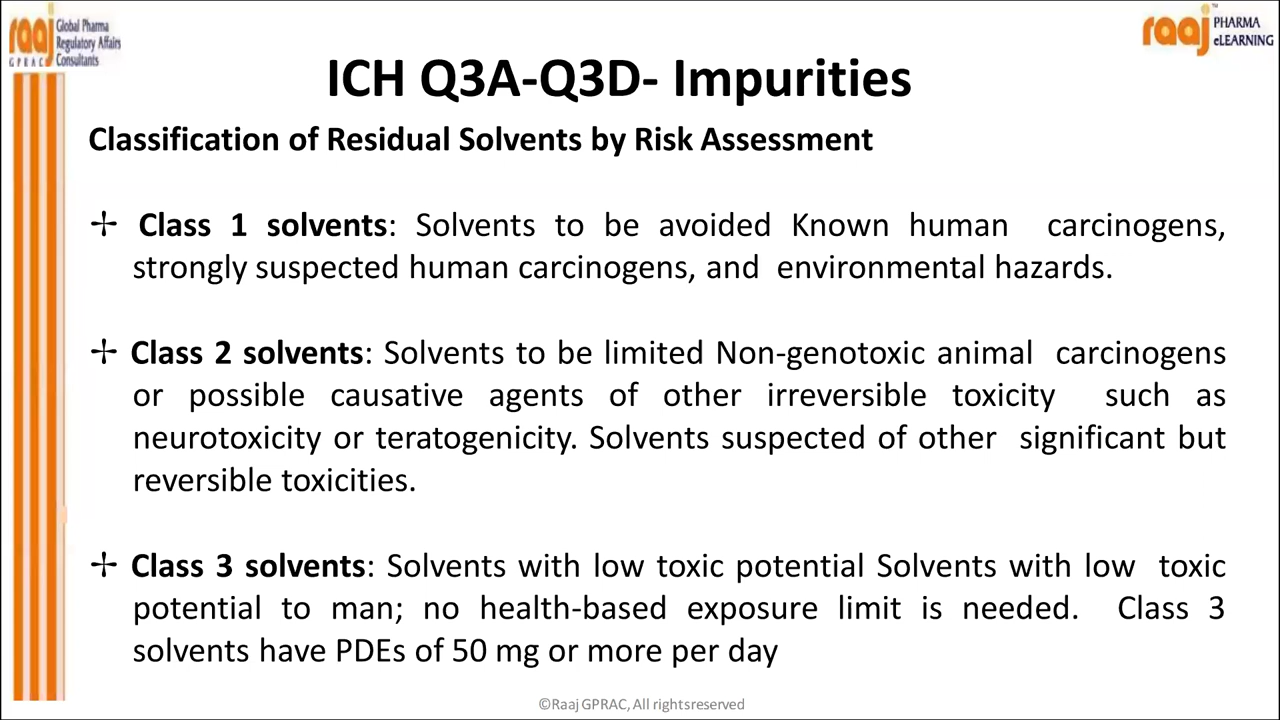 raaj
GPRAC
Global Pharma
Regulatory Affairs
Consultants
raaj™
PHARMA
eLEARNING
ICH Q3A-Q3D- Impurities
Classification of Residual Solvents by Risk Assessment
✢ Class 1 solvents: Solvents to be avoided Known human carcinogens,
strongly suspected human carcinogens, and environmental hazards.
✢ Class 2 solvents: Solvents to be limited Non-genotoxic animal carcinogens
or possible causative agents of other irreversible toxicity such as
neurotoxicity or teratogenicity. Solvents suspected of other significant but
reversible toxicities.
✢ Class 3 solvents: Solvents with low toxic potential Solvents with low toxic
potential to man; no health-based exposure limit is needed. Class 3
solvents have PDEs of 50 mg or more per day
©Raaj GPRAC, All rightsreserved